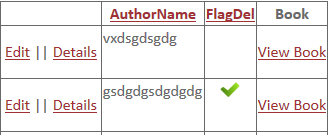 AuthorName FlagDel Book
vxdsgdsgdg
Edit || Details View Book
gsdgdgsdgdgdg
Edit || Details View Book